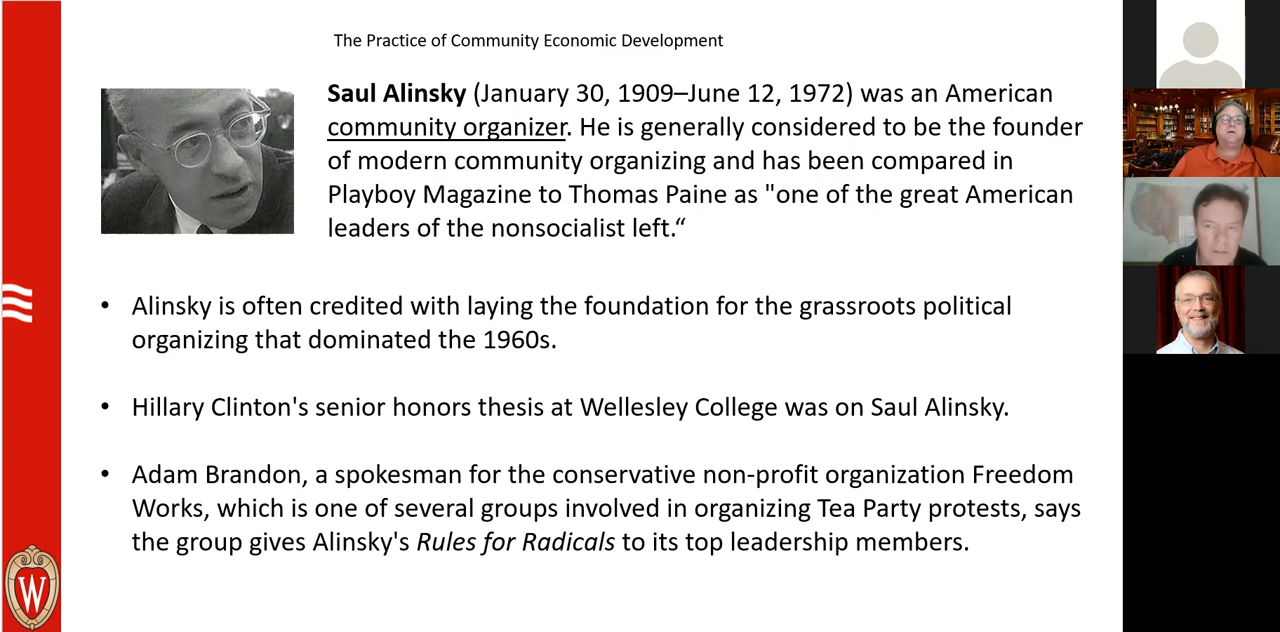 The Practice of Community Economic Development
Saul Alinsky (January 30, 1909–June 12, 1972) was an American
community organizer. He is generally considered to be the founder
of modern community organizing and has been compared in
Playboy Magazine to Thomas Paine as "one of the great American
leaders of the nonsocialist left.“
• Alinsky is often credited with laying the foundation for the grassroots political
organizing that dominated the 1960s.
• Hillary Clinton's senior honors thesis at Wellesley College was on Saul Alinsky.
• Adam Brandon, a spokesman for the conservative non-profit organization Freedom
Works, which is one of several groups involved in organizing Tea Party protests, says
the group gives Alinsky's Rules for Radicals to its top leadership members.
W